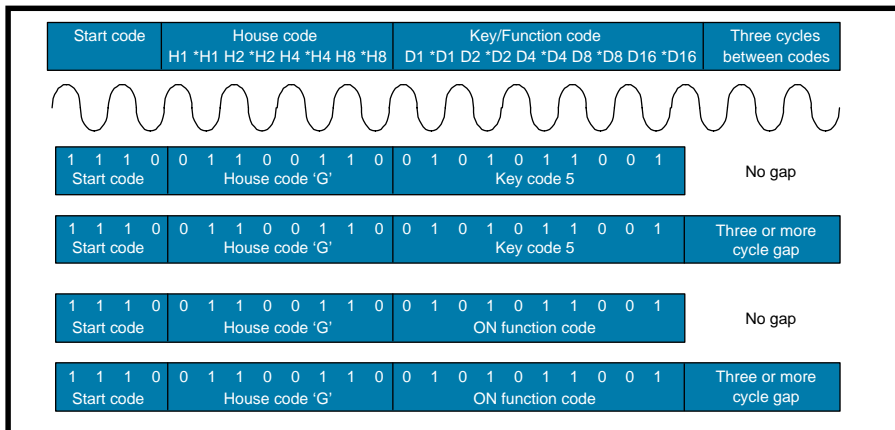 Start code House code Key/Function code Three cycles
H1 *H1 H2 *H2 H4 *H4 H8 *H8 D1 *D1 D2 *D2 D4 *D4 D8 *D8 D16 *D16 between codes
1 1 1 0 0 1 1 0 0 1 1 0 0 1 0 1 0 1 1 0 0 1 No gap
Start code House code ‘G’ Key code 5
1 1 1 0 0 1 1 0 0 1 1 0 0 1 0 1 0 1 1 0 0 1 Three or more
Start code House code ‘G’ Key code 5 cycle gap
1 1 1 0 0 1 1 0 0 1 1 0 0 1 0 1 0 1 1 0 0 1 No gap
Start code House code ‘G’ ON function code
1 1 1 0 0 1 1 0 0 1 1 0 0 1 0 1 0 1 1 0 0 1 Three or more
Start code House code ‘G’ ON function code cycle gap